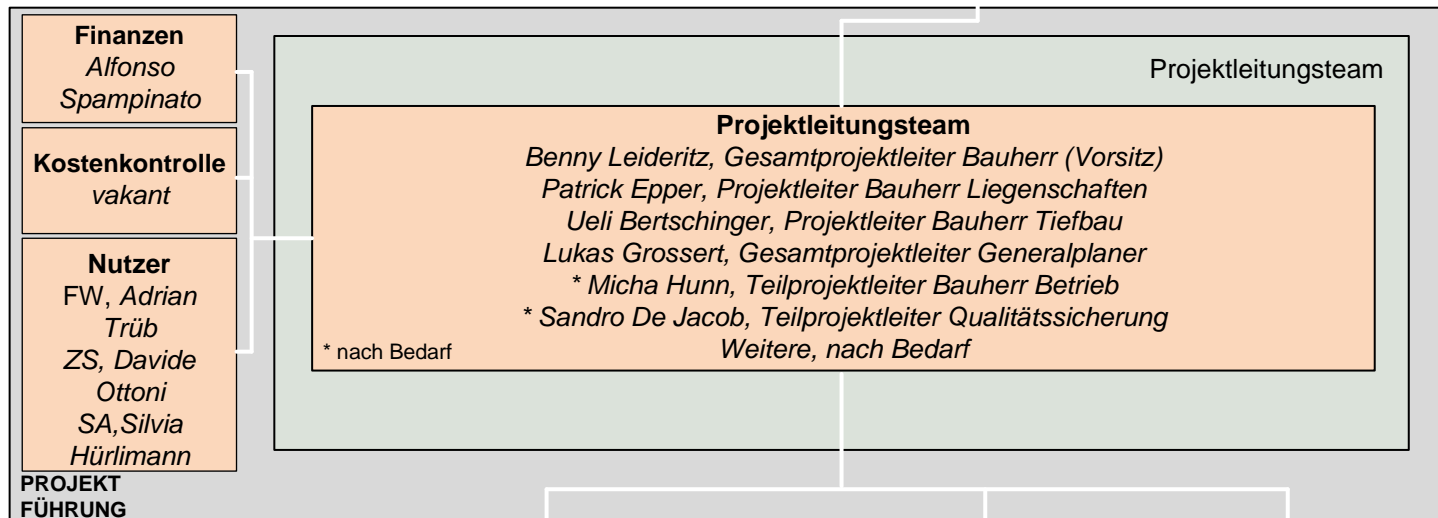 Finanzen
Alfonso
Spampinato
Kostenkontrolle
vakant
Nutzer
FW, Adrian
Trüb
ZS, Davide
Ottoni
SA,Silvia
Hürlimann
PROJEKT
FÜHRUNG
Projektleitungsteam
Projektleitungsteam
Benny Leideritz, Gesamtprojektleiter Bauherr (Vorsitz)
Patrick Epper, Projektleiter Bauherr Liegenschaften
Ueli Bertschinger, Projektleiter Bauherr Tiefbau
Lukas Grossert, Gesamtprojektleiter Generalplaner
* Micha Hunn, Teilprojektleiter Bauherr Betrieb
* Sandro De Jacob, Teilprojektleiter Qualitätssicherung
Weitere, nach Bedarf
* nach Bedarf